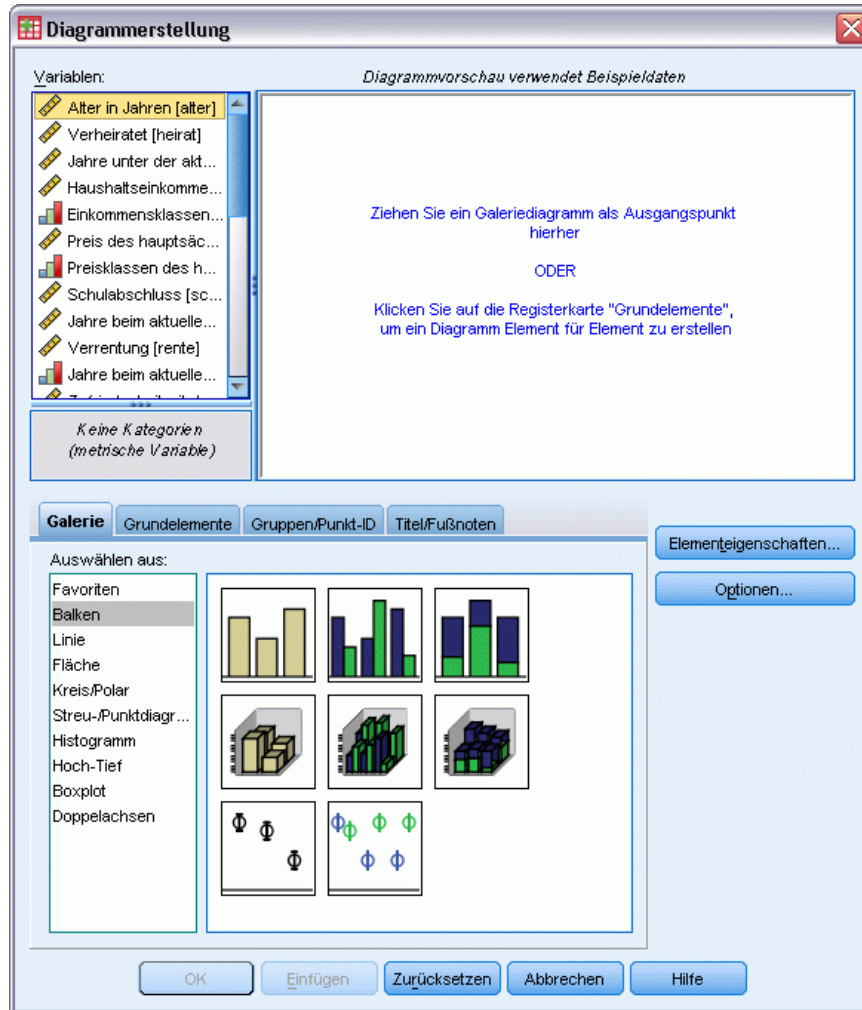 Diagrammerstellung
Variablen:
Diagrammvorschau verwendet Beispieldaten
Alter in Jahren [alter]
Verheiratet [heirat]
Jahre unter der akt...
Haushaltseinkomme...
Einkommensklassen...
Preis des hauptsäc...
Preisklassen des h...
Schulabschluss [sc...
Jahre beim aktuelle...
Verrentung [rente]
Jahre beim aktuelle...
Keine Kategorien
(metrische Variable)
Ziehen Sie ein Galeriediagramm als Ausgangspunkt
hierher
ODER
Klicken Sie auf die Registerkarte "Grundelemente",
um ein Diagramm Element für Element zu erstellen
Galerie Grundelemente Gruppen/Punkt-ID Titel/Fußnoten
Auswählen aus:
Favoriten
Balken
Linie
Fläche
Kreis/Polar
Streu-/Punktdiagr...
Histogramm
Hoch-Tief
Boxplot
Doppelachsen
Elementeigenschaften...
Optionen...
OK Einfügen Zurücksetzen Abbrechen Hilfe